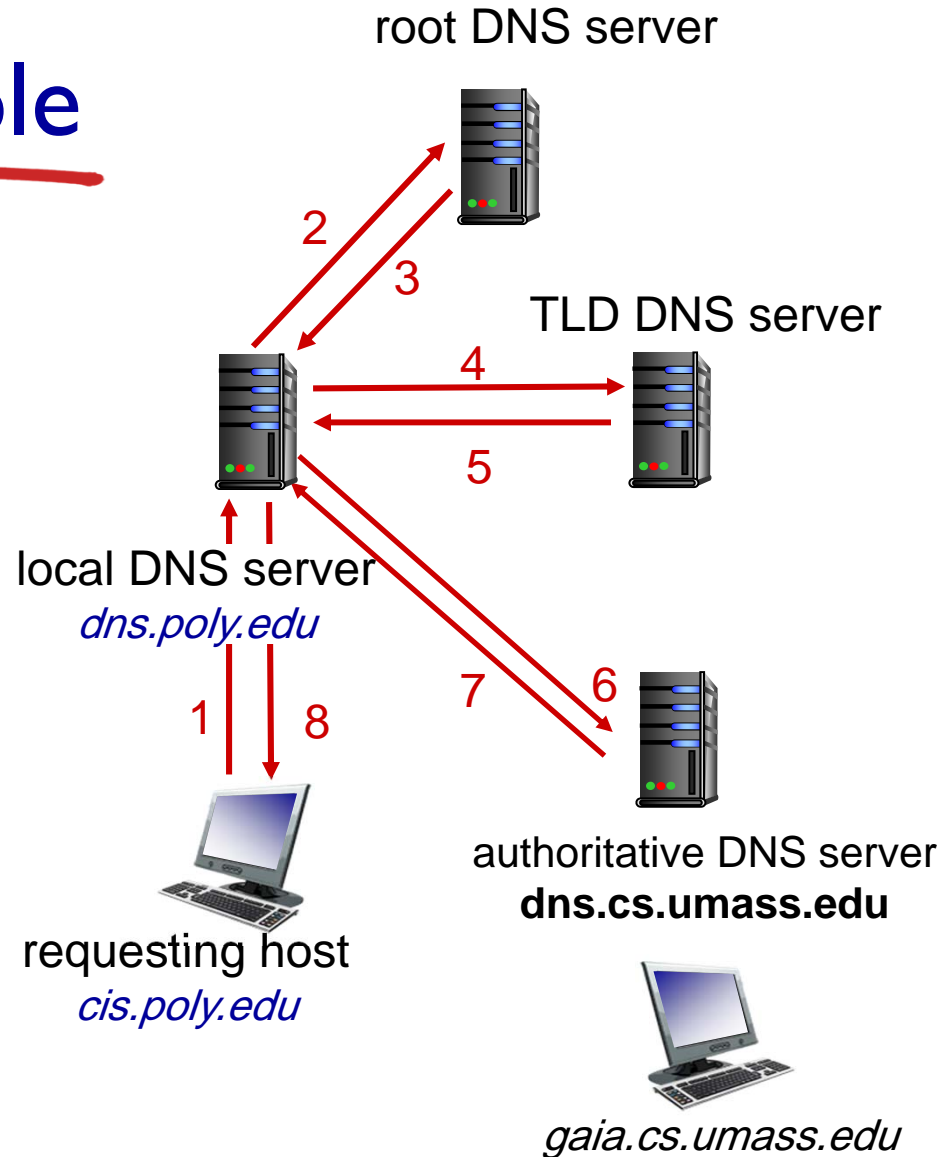 root DNS server
ple
2
3
TLD DNS server
4
5
local DNS server
dns.poly.edu
1
8
7
6
requesting host
cis.poly.edu
authoritative DNS server
dns.cs.umass.edu
gaia.cs.umass.edu